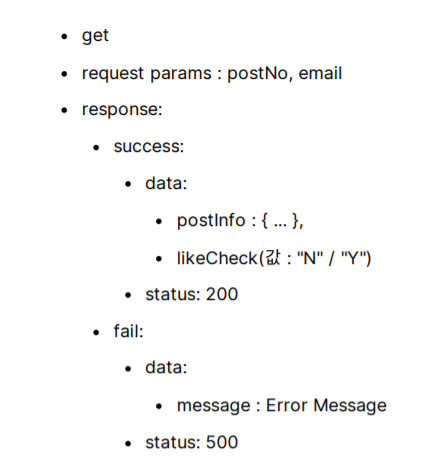 get
request params : postNo, email
response:
success:
data:
postInfo : { ... },
likeCheck(값 : "N" / "Y")
status: 200
fail:
data:
message : Error Message
status: 500